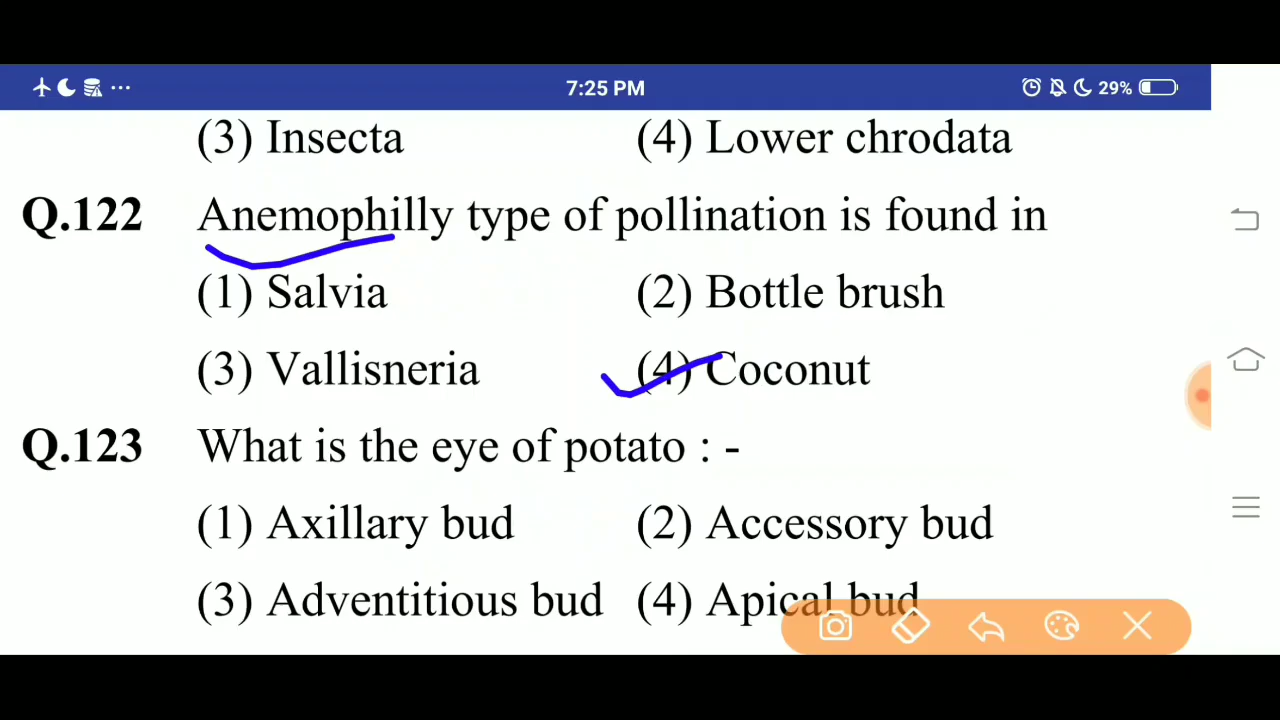 7:25 PM 29%
(3) Insecta (4) Lower chrodata
Q.122 Anemophilly type of pollination is found in
(1) Salvia (2) Bottle brush
(3) Vallisneria (4) Coconut
Q.123 What is the eye of potato : -
(1) Axillary bud (2) Accessory bud
(3) Adventitious bud (4) Apical bud